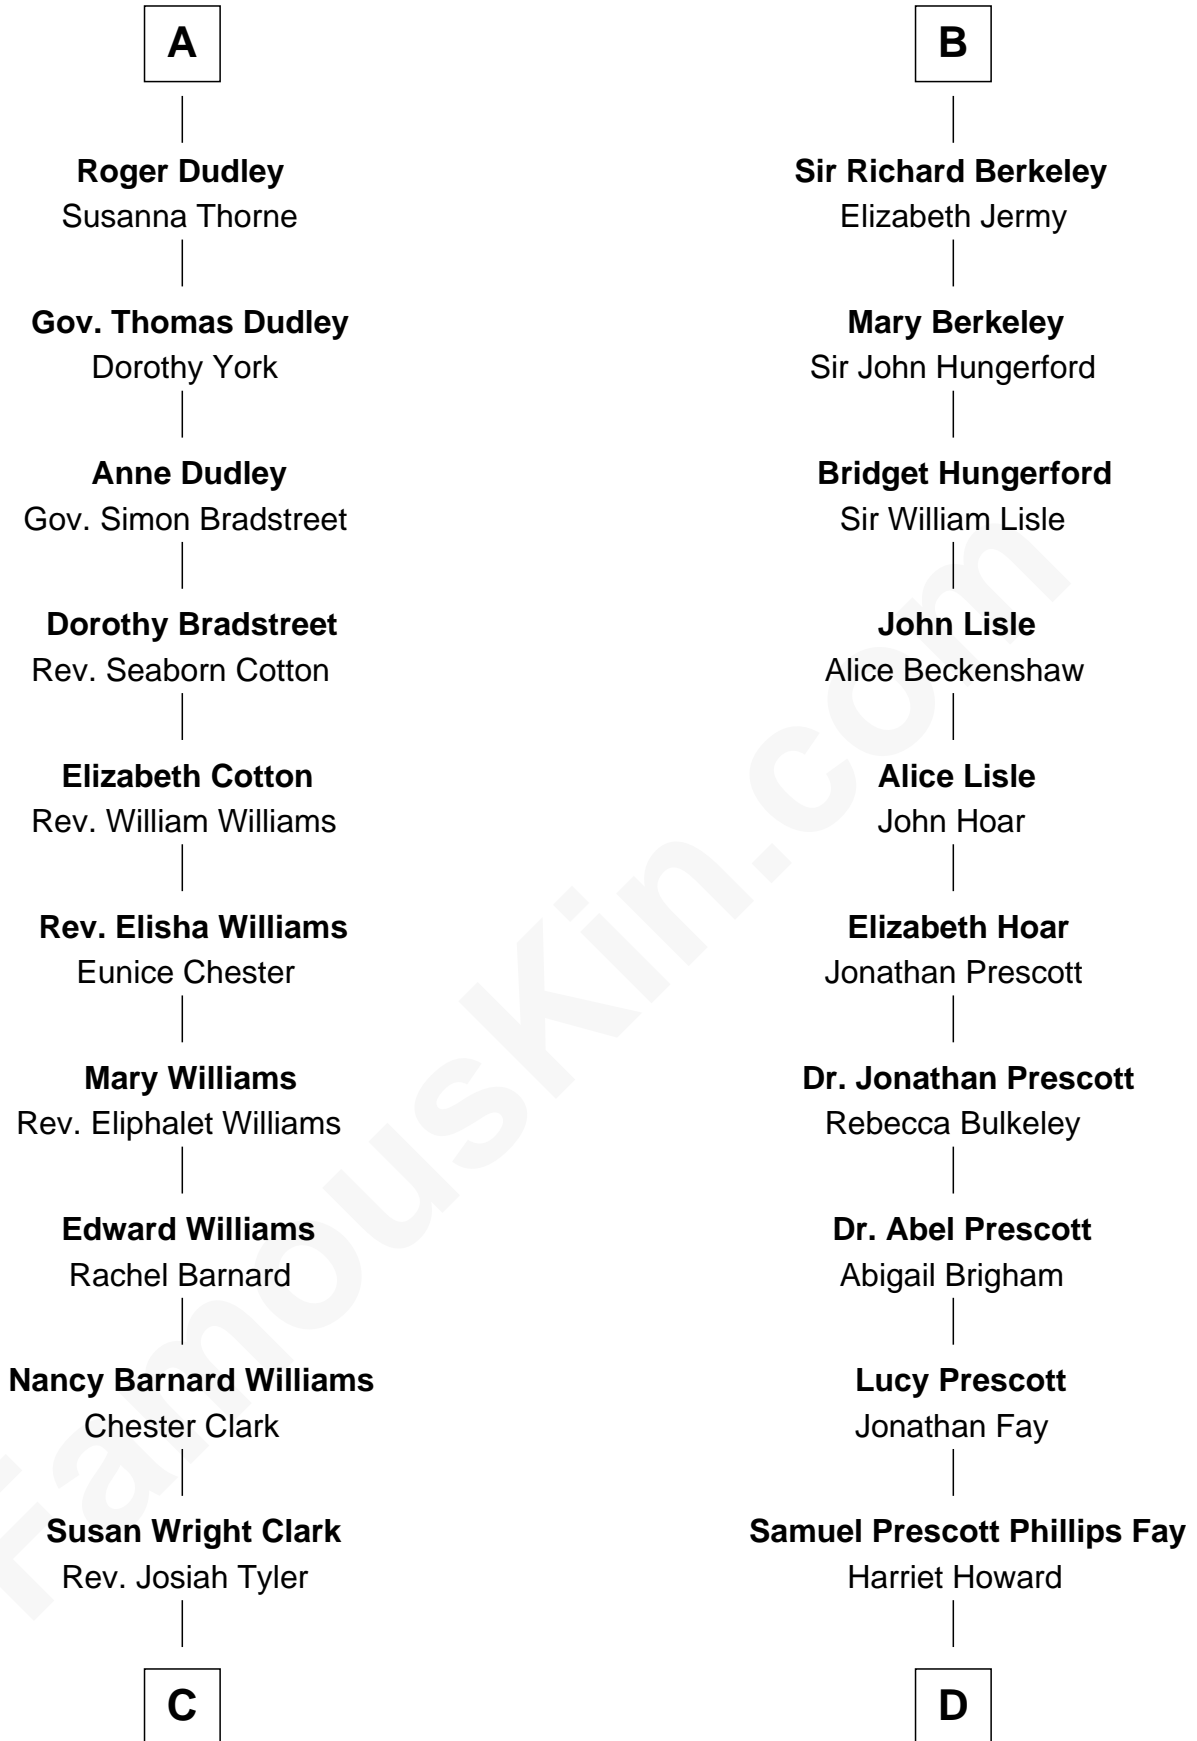 A
Roger Dudley
Susanna Thorne
Gov. Thomas Dudley
Dorothy York
Anne Dudley
Gov. Simon Bradstreet
Dorothy Bradstreet
Rev. Seaborn Cotton
Elizabeth Cotton
Rev. William Williams
Rev. Elisha Williams
Eunice Chester
Mary Williams
Rev. Eliphalet Williams
Edward Williams
Rachel Barnard
Nancy Barnard Williams
Chester Clark
Susan Wright Clark
Rev. Josiah Tyler
C
B
Sir Richard Berkeley
Elizabeth Jermy
Mary Berkeley
Sir John Hungerford
Bridget Hungerford
Sir William Lisle
John Lisle
Alice Beckenshaw
Alice Lisle
John Hoar
Elizabeth Hoar
Jonathan Prescott
Dr. Jonathan Prescott
Rebecca Bulkeley
Dr. Abel Prescott
Abigail Brigham
Lucy Prescott
Jonathan Fay
Samuel Prescott Phillips Fay
Harriet Howard
D
FamousKin.com